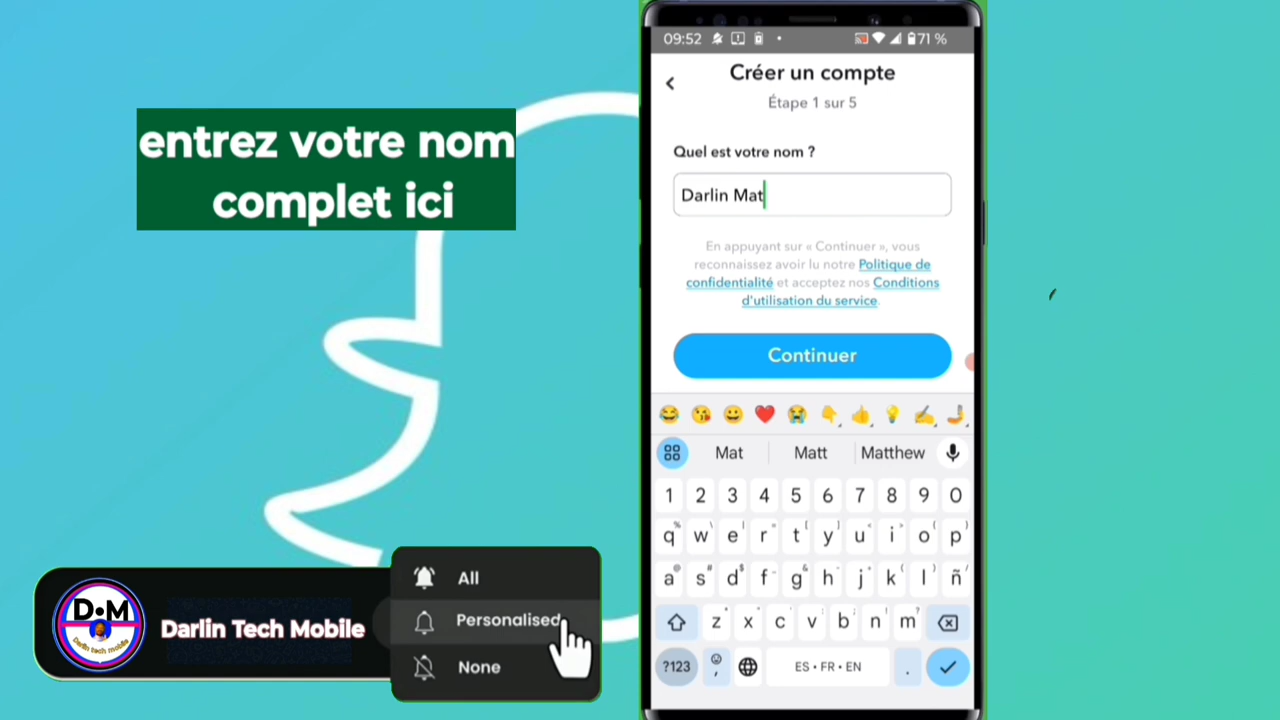 entrez votre nom
complet ici
D•M
Darlin tech mobile
Darlin Tech Mobile
All
Personalised
None
09:52
71 %
Créer un compte
Étape 1 sur 5
Quel est votre nom ?
Darlin Mat
En appuyant sur « Continuer », vous
reconnaissez avoir lu notre Politique de
confidentialité et acceptez nos Conditions
d'utilisation du service.
Continuer
Mat Matt Matthew
1 2 3 4 5 6 7 8 9 0
q w e r t y u i o p
a s d f g h j k l ñ
z x c v b n m
?123 , ES • FR • EN .